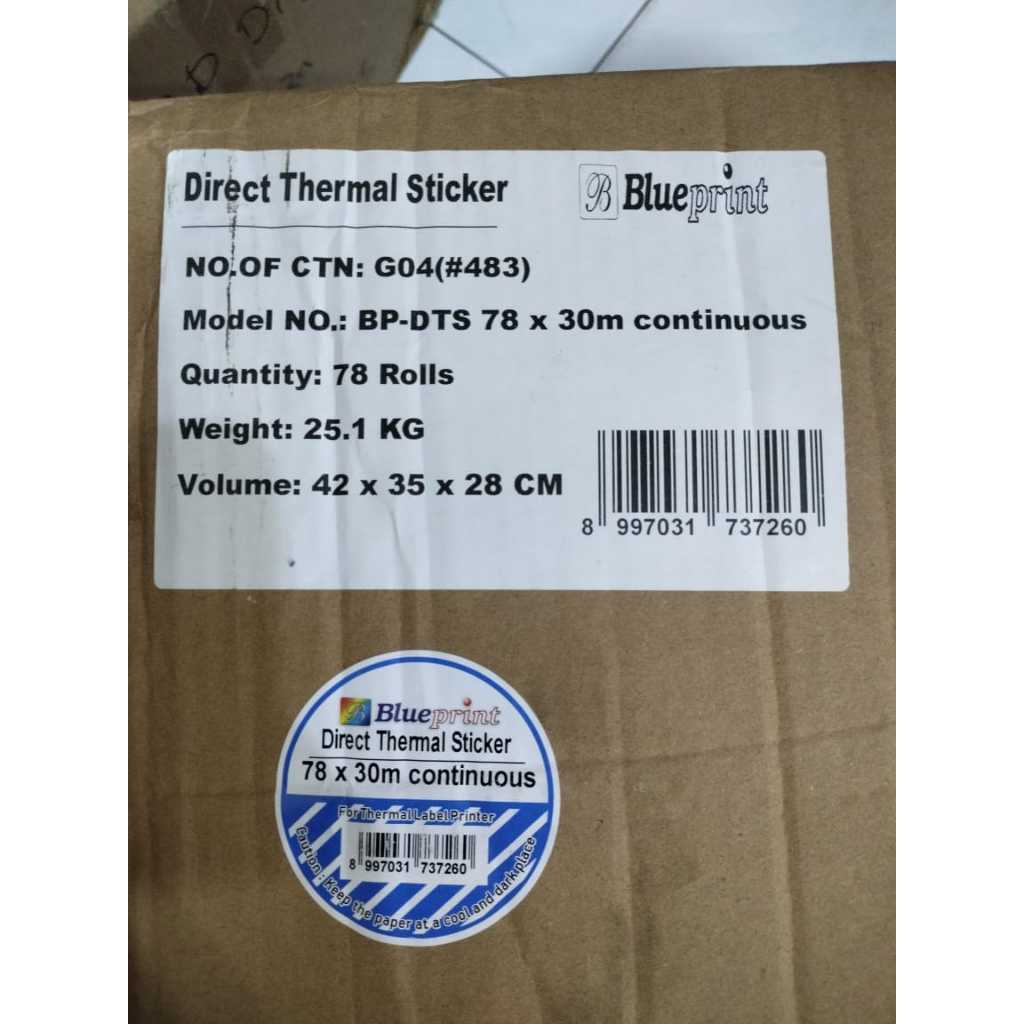 Direct Thermal Sticker
B Blueprint
NO.OF CTN: G04(#483)
Model NO.: BP-DTS 78 x 30m continuous
Quantity: 78 Rolls
Weight: 25.1 KG
Volume: 42 x 35 x 28 CM
8 997031 737260
B Blueprint
Direct Thermal Sticker
78 x 30m continuous
For Thermal Label Printer
8 997031 737260
Caution : Keep the paper at a cool and dark place